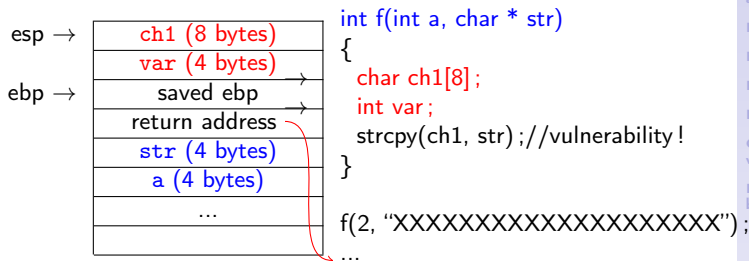 esp →
ch1 (8 bytes)
var (4 bytes)
ebp →
saved ebp
return address
str (4 bytes)
a (4 bytes)
...
int f(int a, char * str)
{
char ch1[8] ;
int var ;
strcpy(ch1, str) ;//vulnerability !
}
f(2, “XXXXXXXXXXXXXXXXXXXX”) ;
...